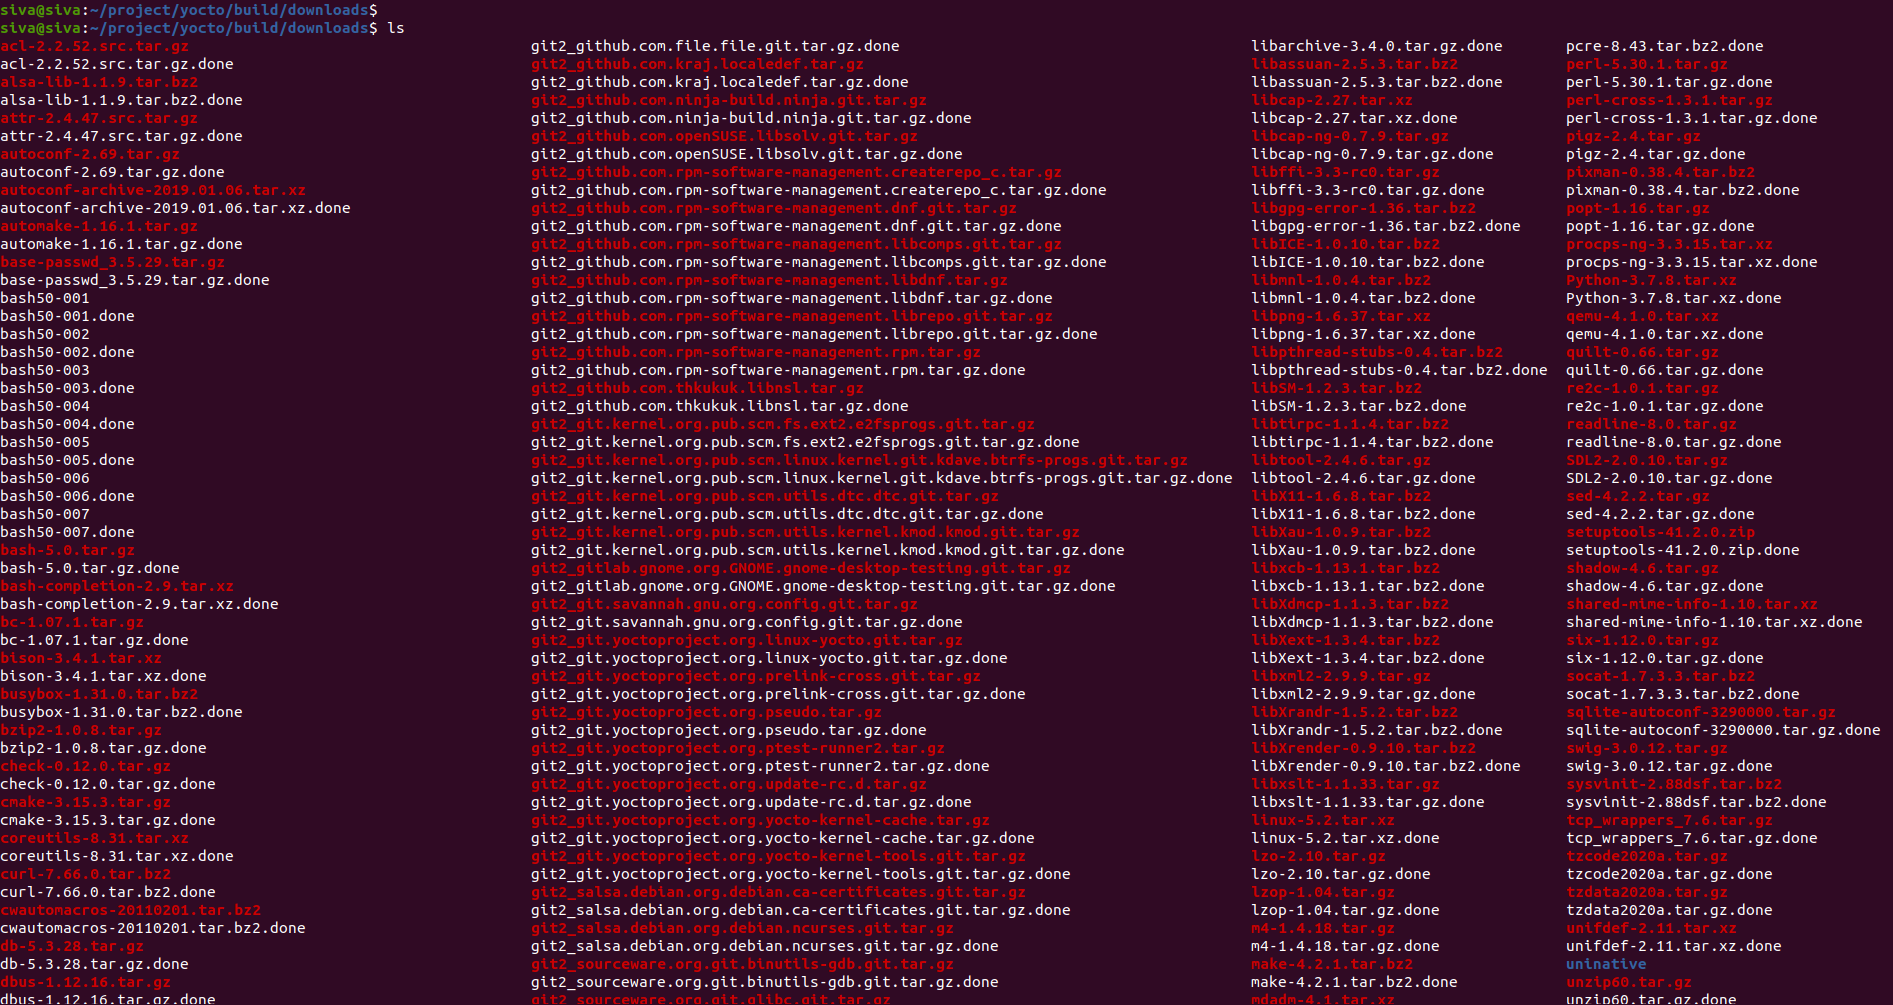 siva@siva:~/project/yocto/build/downloads$
siva@siva:~/project/yocto/build/downloads$ ls
acl-2.2.52.src.tar.gz git2_github.com.file.file.git.tar.gz.done libarchive-3.4.0.tar.gz.done pcre-8.43.tar.bz2.done
acl-2.2.52.src.tar.gz.done git2_github.com.kraj.localedef.tar.gz libassuan-2.5.3.tar.bz2 perl-5.30.1.tar.gz
alsa-lib-1.1.9.tar.bz2 git2_github.com.kraj.localedef.tar.gz.done libassuan-2.5.3.tar.bz2.done perl-5.30.1.tar.gz.done
alsa-lib-1.1.9.tar.bz2.done git2_github.com.ninja-build.ninja.git.tar.gz libcap-2.27.tar.xz perl-cross-1.3.1.tar.gz
attr-2.4.47.src.tar.gz git2_github.com.ninja-build.ninja.git.tar.gz.done libcap-2.27.tar.xz.done perl-cross-1.3.1.tar.gz.done
attr-2.4.47.src.tar.gz.done git2_github.com.openSUSE.libsolv.git.tar.gz libcap-ng-0.7.9.tar.gz pigz-2.4.tar.gz
autoconf-2.69.tar.gz git2_github.com.openSUSE.libsolv.git.tar.gz.done libcap-ng-0.7.9.tar.gz.done pigz-2.4.tar.gz.done
autoconf-2.69.tar.gz.done git2_github.com.rpm-software-management.createrepo_c.tar.gz libffi-3.3-rc0.tar.gz pixman-0.38.4.tar.bz2
autoconf-archive-2019.01.06.tar.xz git2_github.com.rpm-software-management.createrepo_c.tar.gz.done libffi-3.3-rc0.tar.gz.done pixman-0.38.4.tar.bz2.done
autoconf-archive-2019.01.06.tar.xz.done git2_github.com.rpm-software-management.dnf.git.tar.gz libgpg-error-1.36.tar.bz2 popt-1.16.tar.gz
automake-1.16.1.tar.gz git2_github.com.rpm-software-management.dnf.git.tar.gz.done libgpg-error-1.36.tar.bz2.done popt-1.16.tar.gz.done
automake-1.16.1.tar.gz.done git2_github.com.rpm-software-management.libcomps.git.tar.gz libICE-1.0.10.tar.bz2 procps-ng-3.3.15.tar.xz
base-passwd_3.5.29.tar.gz git2_github.com.rpm-software-management.libcomps.git.tar.gz.done libICE-1.0.10.tar.bz2.done procps-ng-3.3.15.tar.xz.done
base-passwd_3.5.29.tar.gz.done git2_github.com.rpm-software-management.libdnf.tar.gz libmnl-1.0.4.tar.bz2 Python-3.7.8.tar.xz
bash50-001 git2_github.com.rpm-software-management.libdnf.tar.gz.done libmnl-1.0.4.tar.bz2.done Python-3.7.8.tar.xz.done
bash50-001.done git2_github.com.rpm-software-management.librepo.git.tar.gz libpng-1.6.37.tar.xz qemu-4.1.0.tar.xz
bash50-002 git2_github.com.rpm-software-management.librepo.git.tar.gz.done libpng-1.6.37.tar.xz.done qemu-4.1.0.tar.xz.done
bash50-002.done git2_github.com.rpm-software-management.rpm.tar.gz libpthread-stubs-0.4.tar.bz2 quilt-0.66.tar.gz
bash50-003 git2_github.com.rpm-software-management.rpm.tar.gz.done libpthread-stubs-0.4.tar.bz2.done quilt-0.66.tar.gz.done
bash50-003.done git2_github.com.thkukuk.libnsl.tar.gz libSM-1.2.3.tar.bz2 re2c-1.0.1.tar.gz
bash50-004 git2_github.com.thkukuk.libnsl.tar.gz.done libSM-1.2.3.tar.bz2.done re2c-1.0.1.tar.gz.done
bash50-004.done git2_git.kernel.org.pub.scm.fs.ext2.e2fsprogs.git.tar.gz libtirpc-1.1.4.tar.bz2 readline-8.0.tar.gz
bash50-005 git2_git.kernel.org.pub.scm.fs.ext2.e2fsprogs.git.tar.gz.done libtirpc-1.1.4.tar.bz2.done readline-8.0.tar.gz.done
bash50-005.done git2_git.kernel.org.pub.scm.linux.kernel.git.kdave.btrfs-progs.git.tar.gz libtool-2.4.6.tar.gz SDL2-2.0.10.tar.gz
bash50-006 git2_git.kernel.org.pub.scm.linux.kernel.git.kdave.btrfs-progs.git.tar.gz.done libtool-2.4.6.tar.gz.done SDL2-2.0.10.tar.gz.done
bash50-006.done git2_git.kernel.org.pub.scm.utils.dtc.dtc.git.tar.gz libX11-1.6.8.tar.bz2 sed-4.2.2.tar.gz
bash50-007 git2_git.kernel.org.pub.scm.utils.dtc.dtc.git.tar.gz.done libX11-1.6.8.tar.bz2.done sed-4.2.2.tar.gz.done
bash50-007.done git2_git.kernel.org.pub.scm.utils.kernel.kmod.kmod.git.tar.gz libXau-1.0.9.tar.bz2 setuptools-41.2.0.zip
bash-5.0.tar.gz git2_git.kernel.org.pub.scm.utils.kernel.kmod.kmod.git.tar.gz.done libXau-1.0.9.tar.bz2.done setuptools-41.2.0.zip.done
bash-5.0.tar.gz.done git2_gitlab.gnome.org.GNOME.gnome-desktop-testing.git.tar.gz libxcb-1.13.1.tar.bz2 shadow-4.6.tar.gz
bash-completion-2.9.tar.xz git2_gitlab.gnome.org.GNOME.gnome-desktop-testing.git.tar.gz.done libxcb-1.13.1.tar.bz2.done shadow-4.6.tar.gz.done
bash-completion-2.9.tar.xz.done git2_git.savannah.gnu.org.config.git.tar.gz libXdmcp-1.1.3.tar.bz2 shared-mime-info-1.10.tar.xz
bc-1.07.1.tar.gz git2_git.savannah.gnu.org.config.git.tar.gz.done libXdmcp-1.1.3.tar.bz2.done shared-mime-info-1.10.tar.xz.done
bc-1.07.1.tar.gz.done git2_git.yoctoproject.org.linux-yocto.git.tar.gz libXext-1.3.4.tar.bz2 six-1.12.0.tar.gz
bison-3.4.1.tar.xz git2_git.yoctoproject.org.linux-yocto.git.tar.gz.done libXext-1.3.4.tar.bz2.done six-1.12.0.tar.gz.done
bison-3.4.1.tar.xz.done git2_git.yoctoproject.org.prelink-cross.git.tar.gz libxml2-2.9.9.tar.gz socat-1.7.3.3.tar.bz2
busybox-1.31.0.tar.bz2 git2_git.yoctoproject.org.prelink-cross.git.tar.gz.done libxml2-2.9.9.tar.gz.done socat-1.7.3.3.tar.bz2.done
busybox-1.31.0.tar.bz2.done git2_git.yoctoproject.org.pseudo.tar.gz libXrandr-1.5.2.tar.bz2 sqlite-autoconf-3290000.tar.gz
bzip2-1.0.8.tar.gz git2_git.yoctoproject.org.pseudo.tar.gz.done libXrandr-1.5.2.tar.bz2.done sqlite-autoconf-3290000.tar.gz.done
bzip2-1.0.8.tar.gz.done git2_git.yoctoproject.org.ptest-runner2.tar.gz libXrender-0.9.10.tar.bz2 swig-3.0.12.tar.gz
check-0.12.0.tar.gz git2_git.yoctoproject.org.ptest-runner2.tar.gz.done libXrender-0.9.10.tar.bz2.done swig-3.0.12.tar.gz.done
check-0.12.0.tar.gz.done git2_git.yoctoproject.org.update-rc.d.tar.gz libxslt-1.1.33.tar.gz sysvinit-2.88dsf.tar.bz2
cmake-3.15.3.tar.gz git2_git.yoctoproject.org.update-rc.d.tar.gz.done libxslt-1.1.33.tar.gz.done sysvinit-2.88dsf.tar.bz2.done
cmake-3.15.3.tar.gz.done git2_git.yoctoproject.org.yocto-kernel-cache.tar.gz linux-5.2.tar.xz tcp_wrappers_7.6.tar.gz
coreutils-8.31.tar.xz git2_git.yoctoproject.org.yocto-kernel-cache.tar.gz.done linux-5.2.tar.xz.done tcp_wrappers_7.6.tar.gz.done
coreutils-8.31.tar.xz.done git2_git.yoctoproject.org.yocto-kernel-tools.git.tar.gz lzo-2.10.tar.gz tzcode2020a.tar.gz
curl-7.66.0.tar.bz2 git2_git.yoctoproject.org.yocto-kernel-tools.git.tar.gz.done lzo-2.10.tar.gz.done tzcode2020a.tar.gz.done
curl-7.66.0.tar.bz2.done git2_salsa.debian.org.debian.ca-certificates.git.tar.gz lzop-1.04.tar.gz tzdata2020a.tar.gz
cwautomacros-20110201.tar.bz2 git2_salsa.debian.org.debian.ca-certificates.git.tar.gz.done lzop-1.04.tar.gz.done tzdata2020a.tar.gz.done
cwautomacros-20110201.tar.bz2.done git2_salsa.debian.org.debian.ncurses.git.tar.gz m4-1.4.18.tar.gz unifdef-2.11.tar.xz
db-5.3.28.tar.gz git2_salsa.debian.org.debian.ncurses.git.tar.gz.done m4-1.4.18.tar.gz.done unifdef-2.11.tar.xz.done
db-5.3.28.tar.gz.done git2_sourceware.org.git.binutils-gdb.git.tar.gz make-4.2.1.tar.bz2 uninative
dbus-1.12.16.tar.gz git2_sourceware.org.git.binutils-gdb.git.tar.gz.done make-4.2.1.tar.bz2.done unzip60.tar.gz
dbus-1.12.16.tar.gz.done git2_sourceware.org.git.glibc.git.tar.gz mdadm-4.1.tar.xz unzip60.tar.gz.done